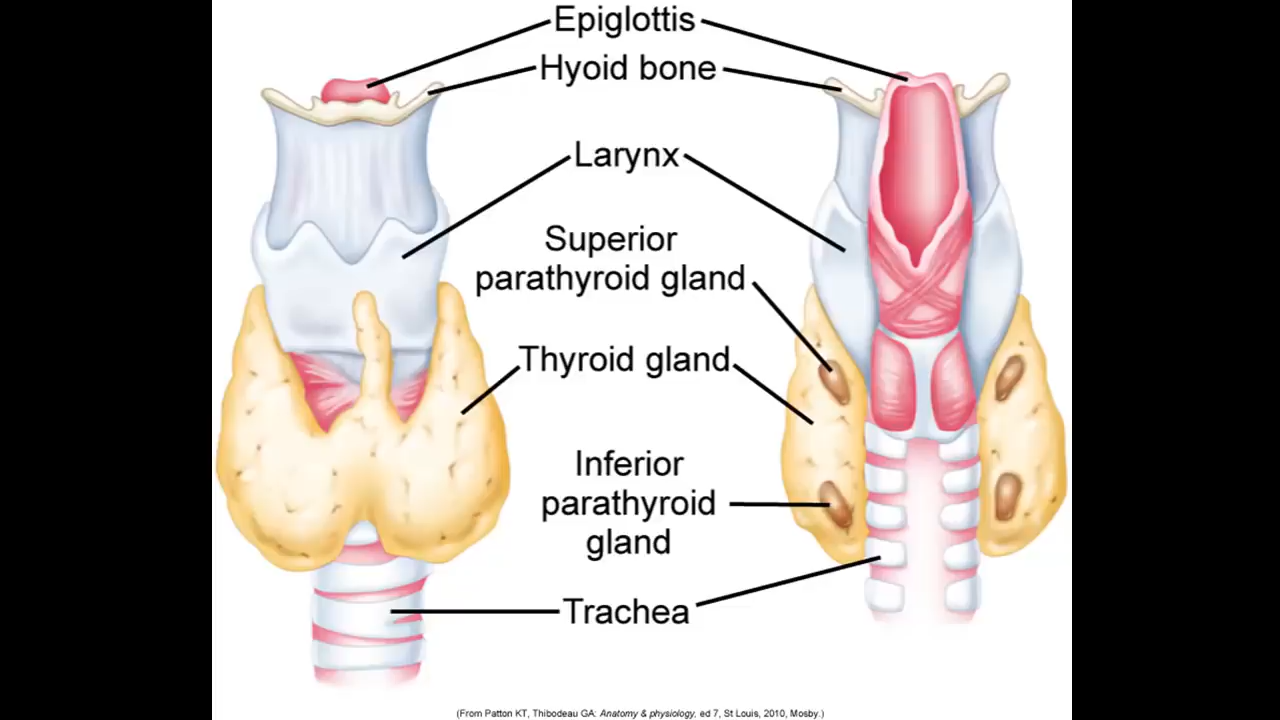 Epiglottis
Hyoid bone
Larynx
Superior
parathyroid gland
Thyroid gland
Inferior
parathyroid
gland
Trachea
(From Patton KT, Thibodeau GA: Anatomy & physiology, ed 7, St Louis, 2010, Mosby.)